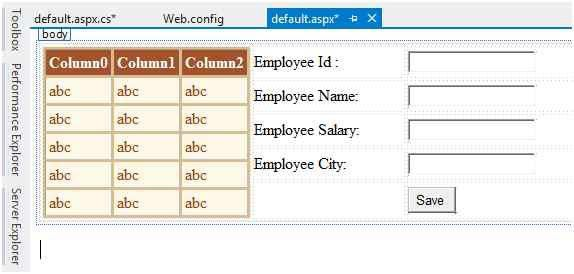 default.aspx.cs* Web.config default.aspx*
Toolbox
Performance Explorer
Server Explorer
body
Column0 Column1 Column2
abc abc abc
abc abc abc
abc abc abc
abc abc abc
abc abc abc
Employee Id :
Employee Name:
Employee Salary:
Employee City:
Save